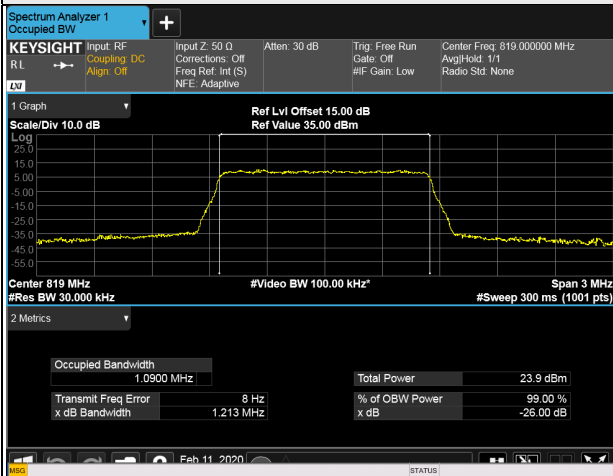 Spectrum Analyzer 1
Occupied BW
KEYSIGHT
R L
LXI
Input: RF
Coupling: DC
Align: Off
Input Z: 50 Ω
Corrections: Off
Freq Ref: Int (S)
NFE: Adaptive
Atten: 30 dB
Trig: Free Run
Gate: Off
#IF Gain: Low
Center Freq: 819.000000 MHz
Avg|Hold: 1/1
Radio Std: None
1 Graph
Scale/Div 10.0 dB
Ref Lvl Offset 15.00 dB
Ref Value 35.00 dBm
Log
25.0
15.0
5.00
-5.00
-15.0
-25.0
-35.0
-45.0
-55.0
Center 819 MHz
#Video BW 100.00 kHz*
Span 3 MHz
#Res BW 30.000 kHz
#Sweep 300 ms (1001 pts)
2 Metrics
Occupied Bandwidth
1.0900 MHz
Total Power 23.9 dBm
Transmit Freq Error 8 Hz
% of OBW Power 99.00 %
x dB Bandwidth 1.213 MHz
x dB -26.00 dB
Feb 11, 2020
MSG
STATUS